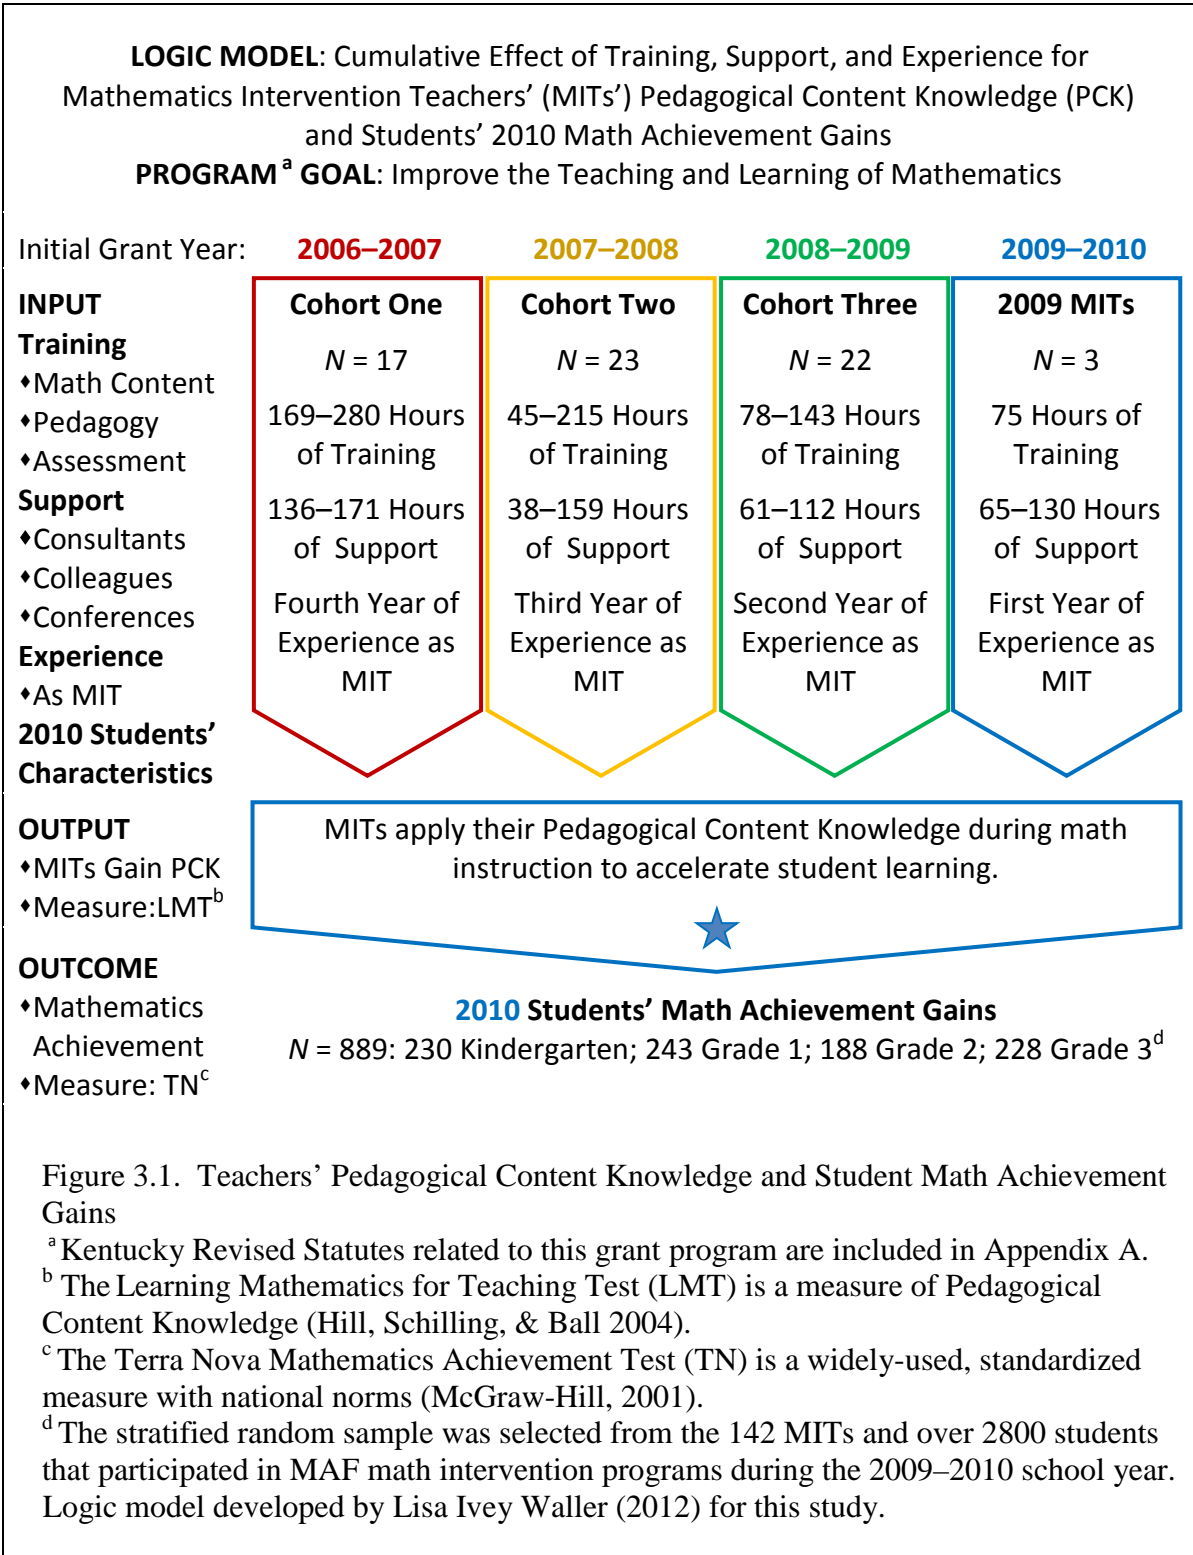 LOGIC MODEL: Cumulative Effect of Training, Support, and Experience for
Mathematics Intervention Teachers’ (MITs’) Pedagogical Content Knowledge (PCK)
and Students’ 2010 Math Achievement Gains
PROGRAM a GOAL: Improve the Teaching and Learning of Mathematics
Initial Grant Year: 2006–2007 2007–2008 2008–2009 2009–2010
INPUT
Training
♦Math Content
♦Pedagogy
♦Assessment
Support
♦Consultants
♦Colleagues
♦Conferences
Experience
♦As MIT
2010 Students’
Characteristics
Cohort One
N = 17
169–280 Hours
of Training
136–171 Hours
of Support
Fourth Year of
Experience as
MIT
Cohort Two
N = 23
45–215 Hours
of Training
38–159 Hours
of Support
Third Year of
Experience as
MIT
Cohort Three
N = 22
78–143 Hours
of Training
61–112 Hours
of Support
Second Year of
Experience as
MIT
2009 MITs
N = 3
75 Hours of
Training
65–130 Hours
of Support
First Year of
Experience as
MIT
OUTPUT
♦MITs Gain PCK
♦Measure:LMTb
MITs apply their Pedagogical Content Knowledge during math
instruction to accelerate student learning.
OUTCOME
♦Mathematics
Achievement
♦Measure: TNc
2010 Students’ Math Achievement Gains
N = 889: 230 Kindergarten; 243 Grade 1; 188 Grade 2; 228 Grade 3d
Figure 3.1. Teachers’ Pedagogical Content Knowledge and Student Math Achievement
Gains
a Kentucky Revised Statutes related to this grant program are included in Appendix A.
b The Learning Mathematics for Teaching Test (LMT) is a measure of Pedagogical
Content Knowledge (Hill, Schilling, & Ball 2004).
c The Terra Nova Mathematics Achievement Test (TN) is a widely-used, standardized
measure with national norms (McGraw-Hill, 2001).
d The stratified random sample was selected from the 142 MITs and over 2800 students
that participated in MAF math intervention programs during the 2009–2010 school year.
Logic model developed by Lisa Ivey Waller (2012) for this study.